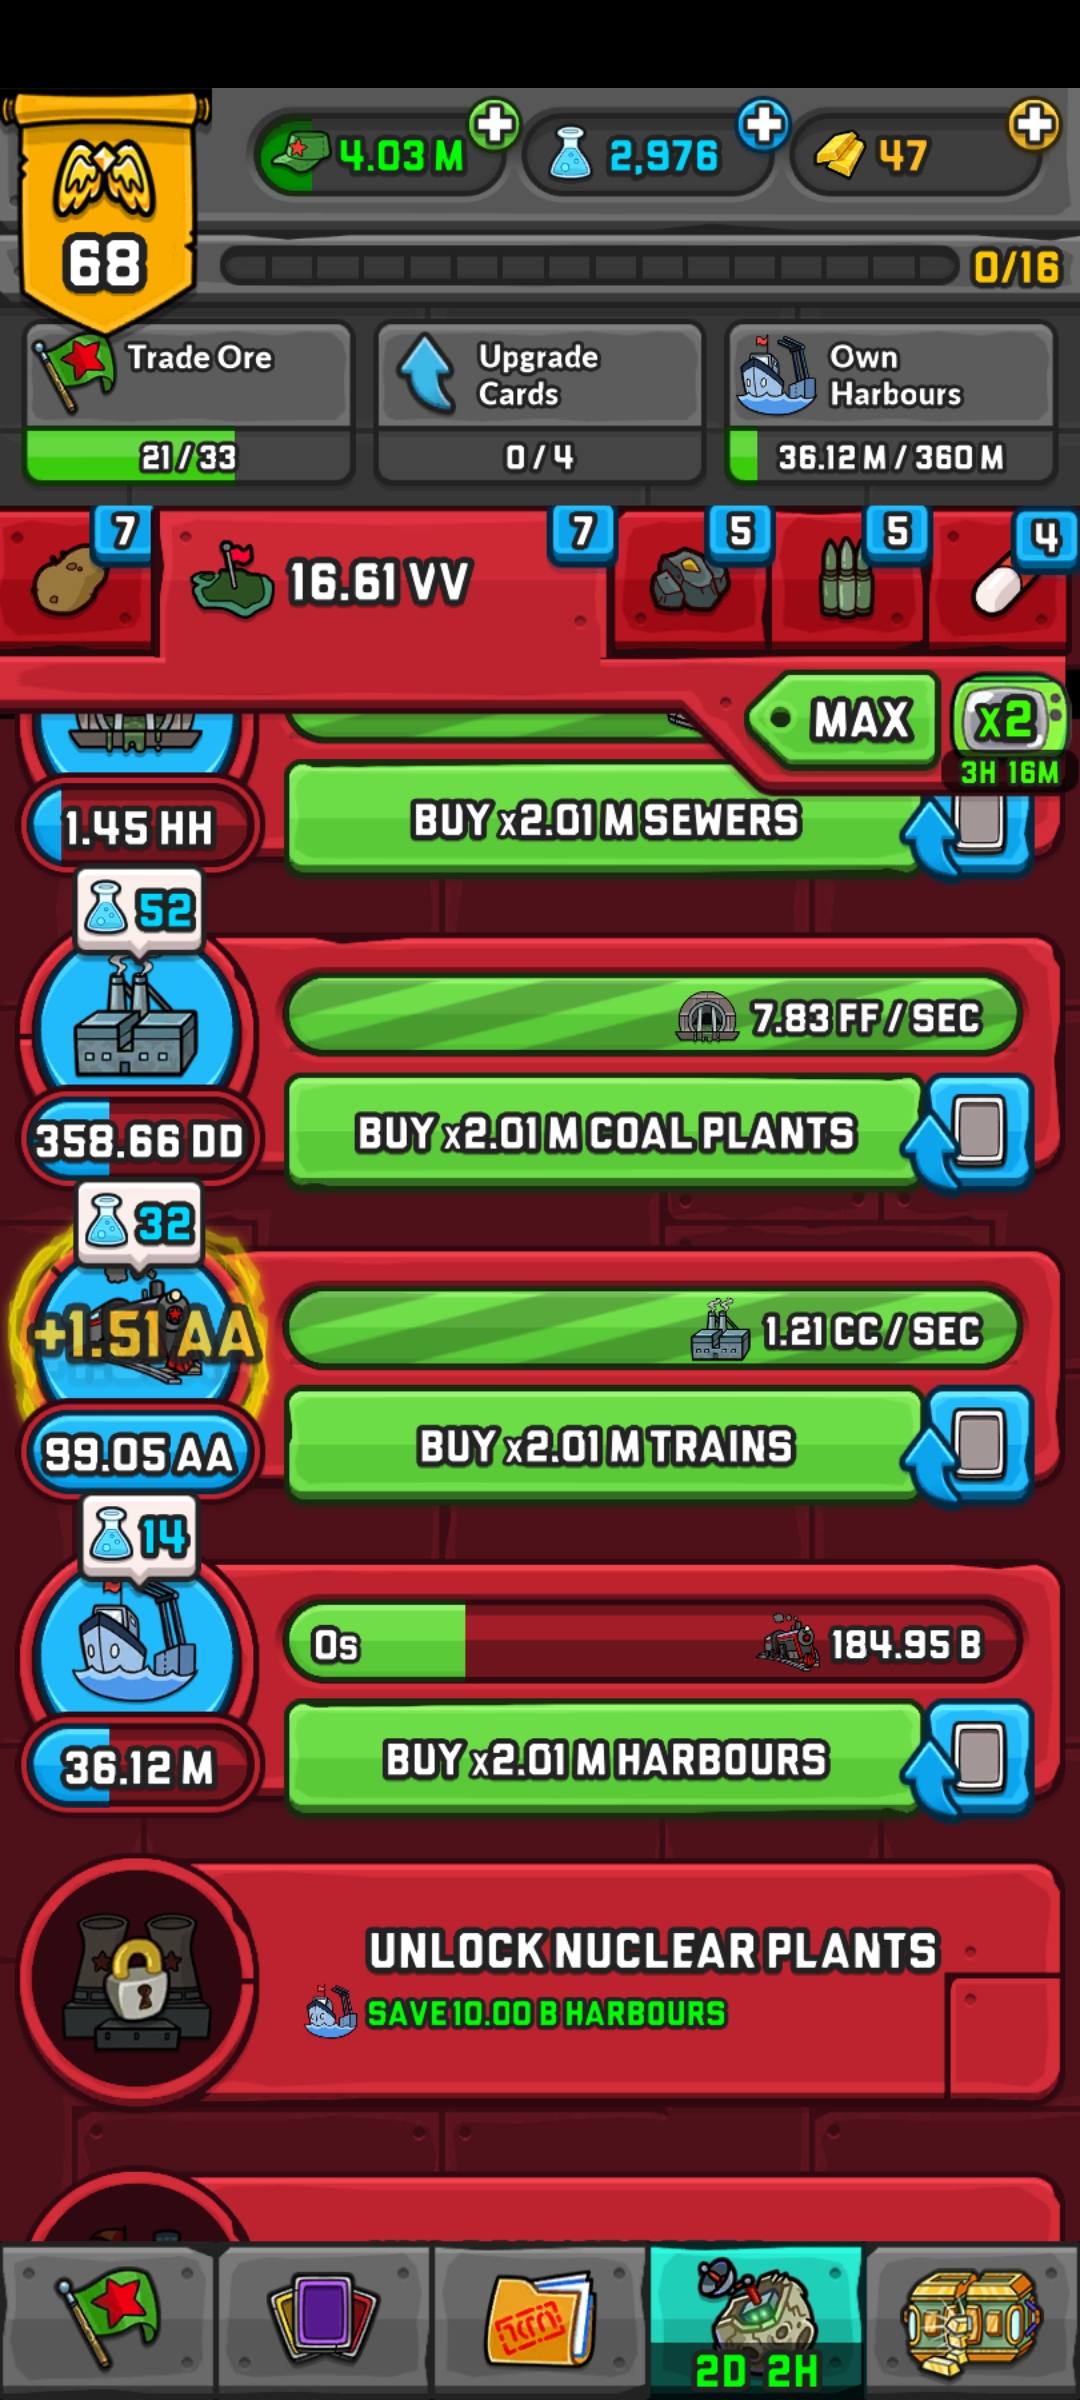 4.03 M
2,976
47
68
0/16
Trade Ore
21 / 33
Upgrade
Cards
0 / 4
Own
Harbours
36.12 M / 360 M
7
16.61 VV
7
5
5
4
MAX
x2
3H 16M
1.45 HH
BUY x2.01 M SEWERS
52
7.83 FF / SEC
358.66 DD
BUY x2.01 M COAL PLANTS
32
+1.51 AA
1.21 CC / SEC
99.05 AA
BUY x2.01 M TRAINS
14
0s
184.95 B
36.12 M
BUY x2.01 M HARBOURS
UNLOCK NUCLEAR PLANTS
SAVE 10.00 B HARBOURS
2D 2H